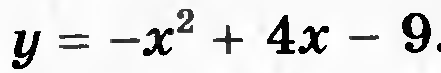 y = −x² + 4x − 9.